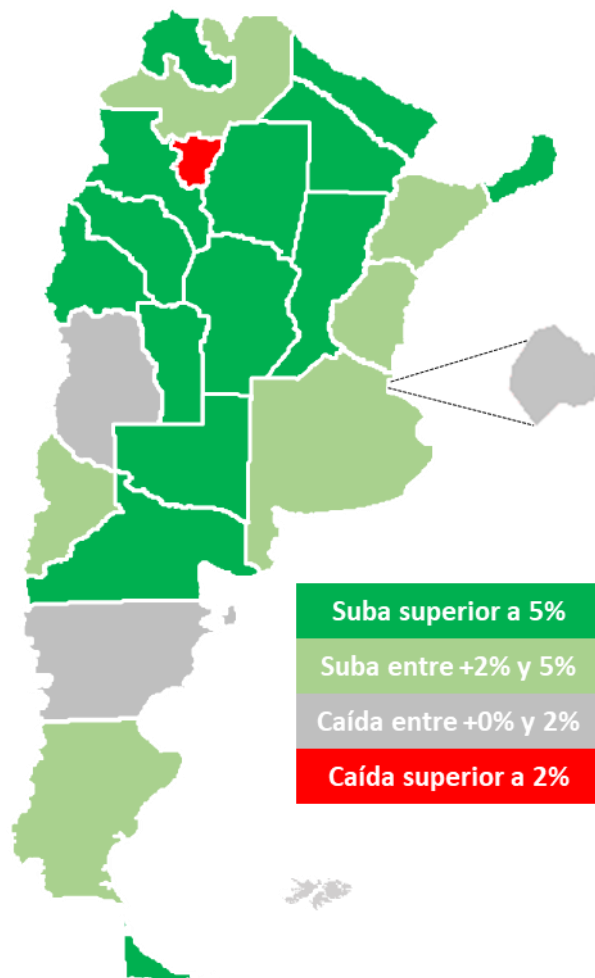 Suba superior a 5%
Suba entre +2% y 5%
Caída entre +0% y 2%
Caída superior a 2%